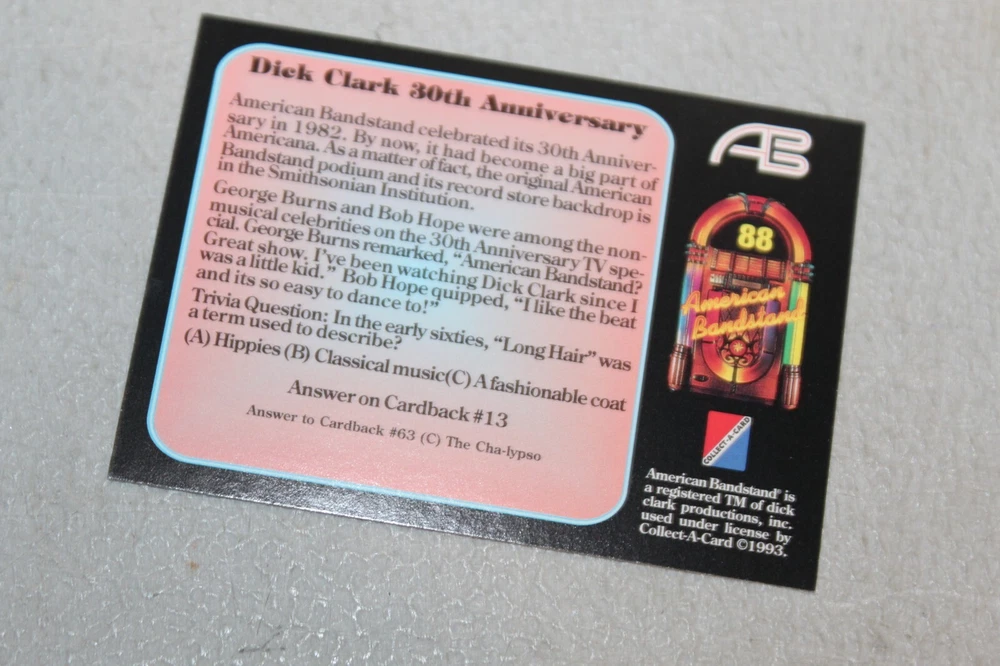 Dick Clark 30th Anniversary
American Bandstand celebrated its 30th Anniver-
sary in 1982. By now, it had become a big part of
Americana. As a matter of fact, the original American
Bandstand podium and its record store backdrop is
in the Smithsonian Institution.
George Burns and Bob Hope were among the non-
musical celebrities on the 30th Anniversary TV spe-
cial. George Burns remarked, “American Bandstand?
Great show. I’ve been watching Dick Clark since I
was a little kid.” Bob Hope quipped, “I like the beat
and its so easy to dance to!”
Trivia Question: In the early sixties, “Long Hair” was
a term used to describe?
(A) Hippies (B) Classical music(C) A fashionable coat
Answer on Cardback #13
Answer to Cardback #63 (C) The Cha-lypso
AB
88
American
Bandstand
COLLECT-A-CARD
American Bandstand® is
a registered TM of dick
clark productions, inc.
used under license by
Collect-A-Card ©1993.